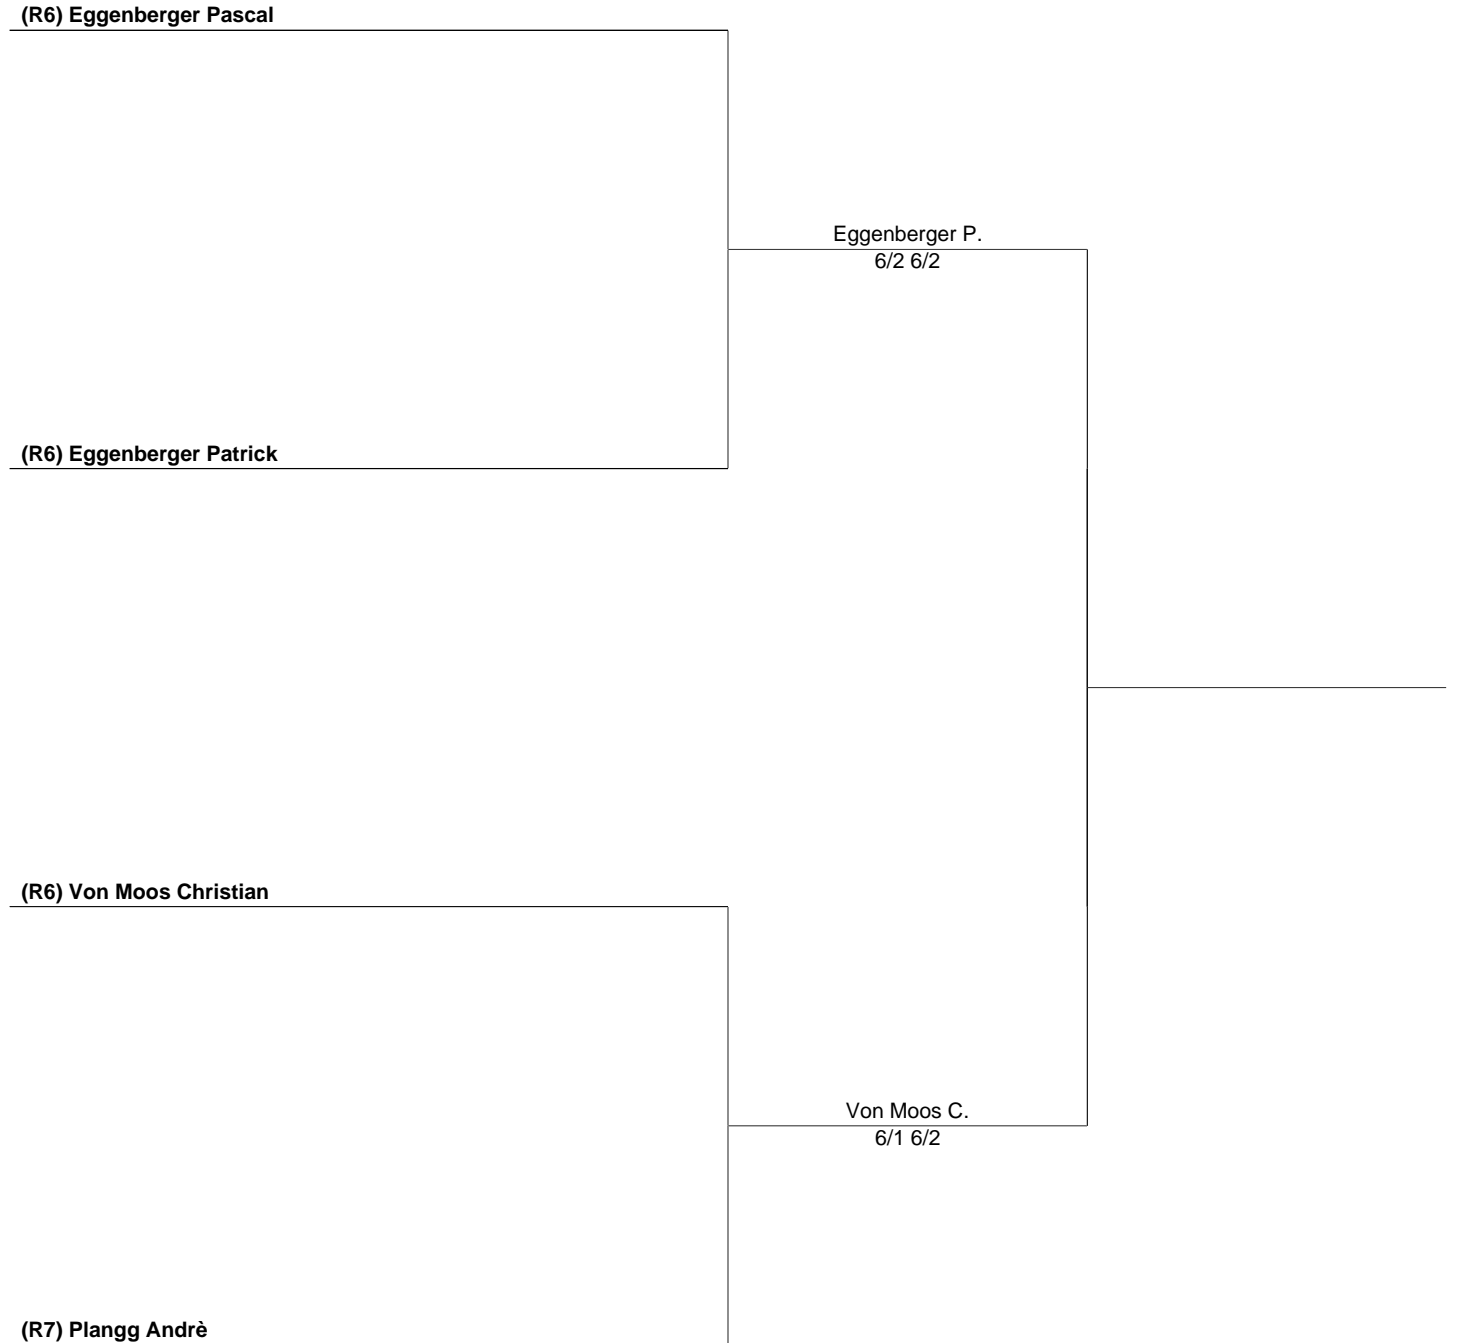 (R6) Eggenberger Pascal
Eggenberger P.
6/2 6/2
(R6) Eggenberger Patrick
(R6) Von Moos Christian
Von Moos C.
6/1 6/2
(R7) Plangg Andrè